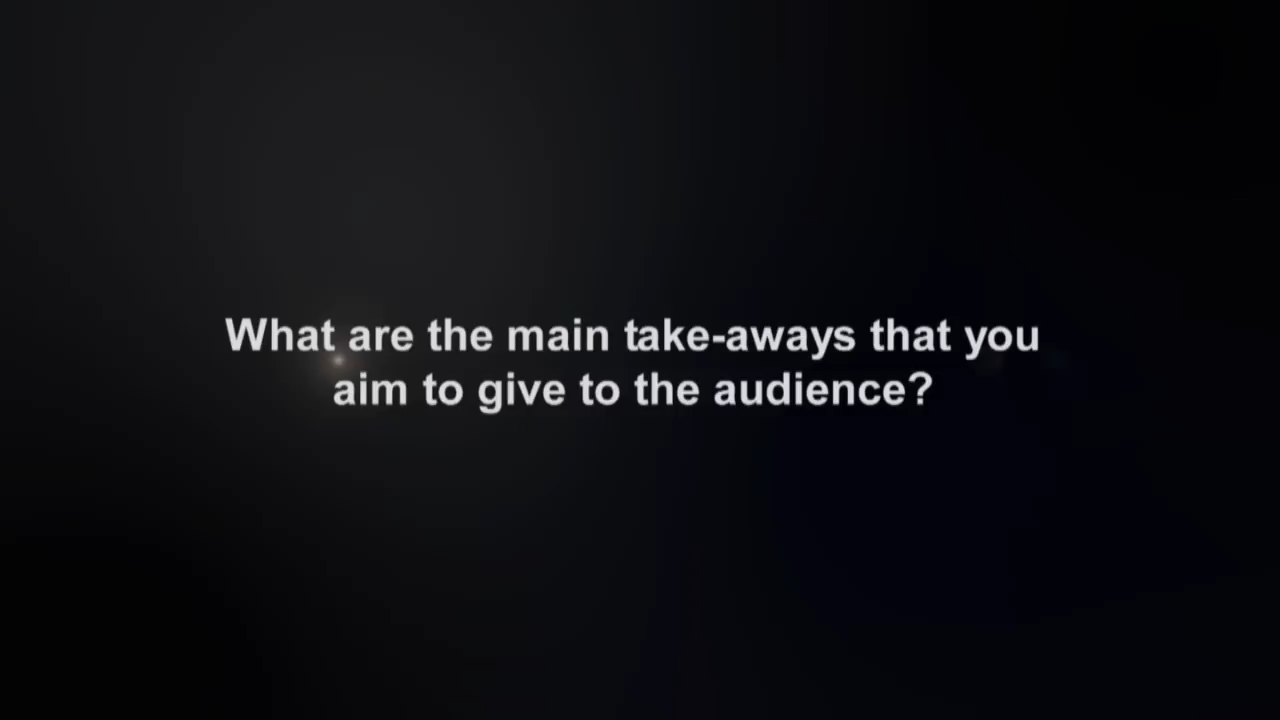 What are the main take-aways that you
aim to give to the audience?